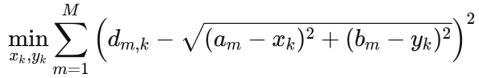 \min_{x_k, y_k} \sum_{m=1}^{M} \left( d_{m,k} - \sqrt{(a_m - x_k)^2 + (b_m - y_k)^2} \right)^2